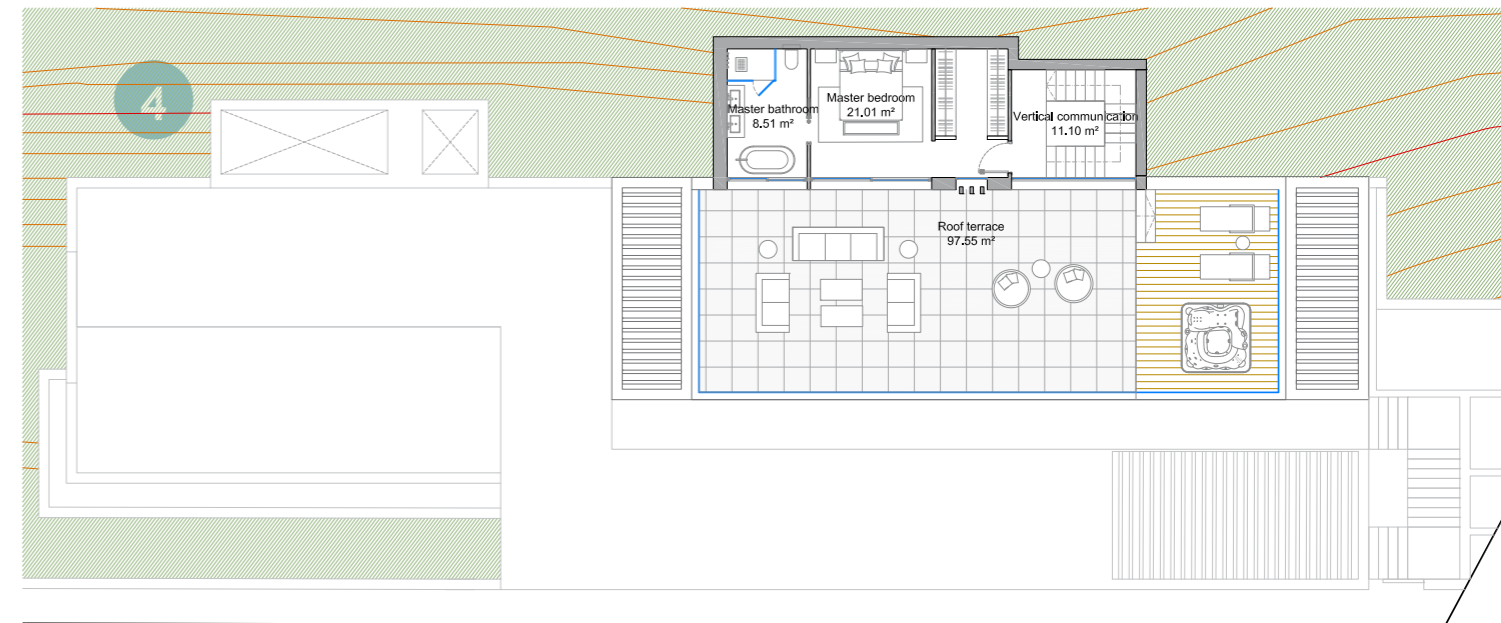 4
Master bathroom
8.51 m²
Master bedroom
21.01 m²
Vertical communication
11.10 m²
Roof terrace
97.55 m²